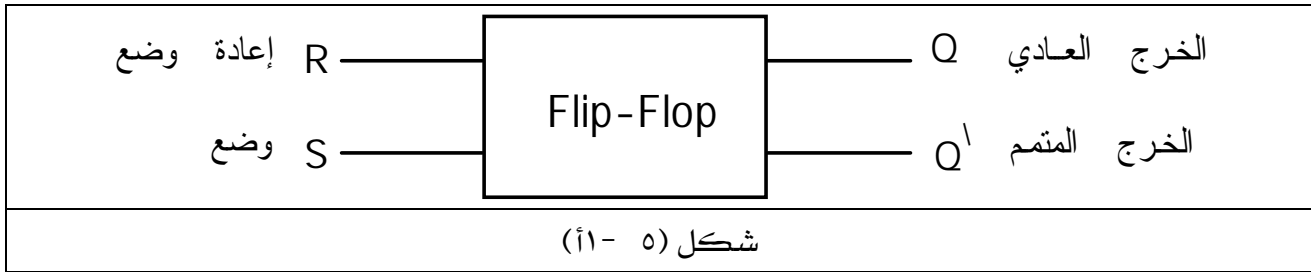 إعادة وضع R Flip-Flop Q الخرج العادي
وضع S Q\ الخرج المتمم
شكل (٥ -١أ)